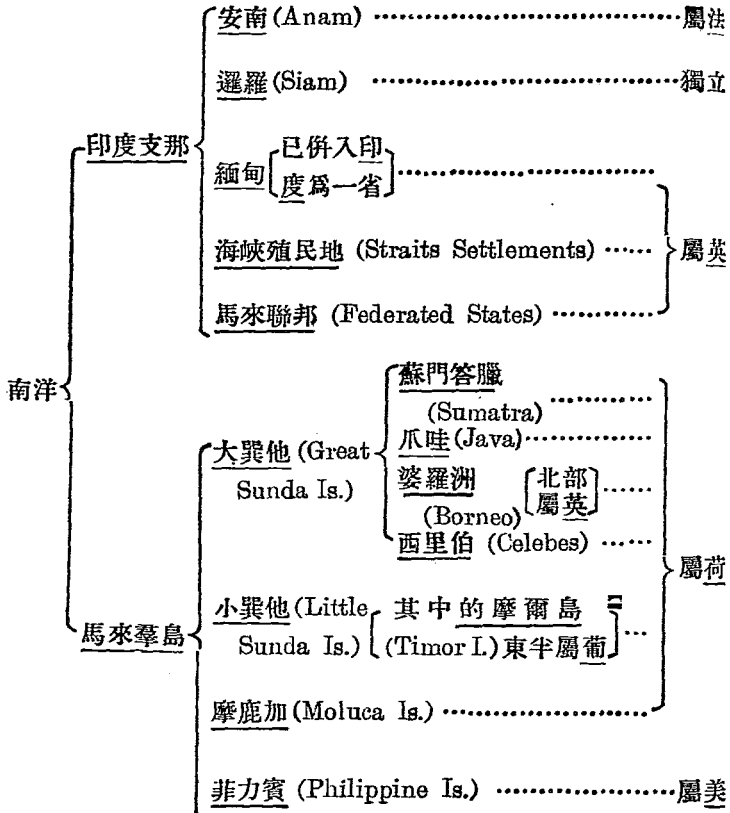 安南 (Anam) ……屬法
暹羅 (Siam) ……獨立
印度支那
緬甸 [已併入印
度爲一省] ……
海峽殖民地 (Straits Settlements) ……屬英
馬來聯邦 (Federated States) ……
南洋
蘇門答臘
(Sumatra) ……
大巽他 (Great
Sunda Is.)
爪哇 (Java) ……
婆羅洲
(Borneo) [北部
屬英] ……
西里伯 (Celebes) ……
屬荷
馬來羣島
小巽他 (Little
Sunda Is.) [其中的摩爾島
(Timor I.) 東半屬葡] ……
摩鹿加 (Moluca Is.) ……
菲力賓 (Philippine Is.) ……屬美